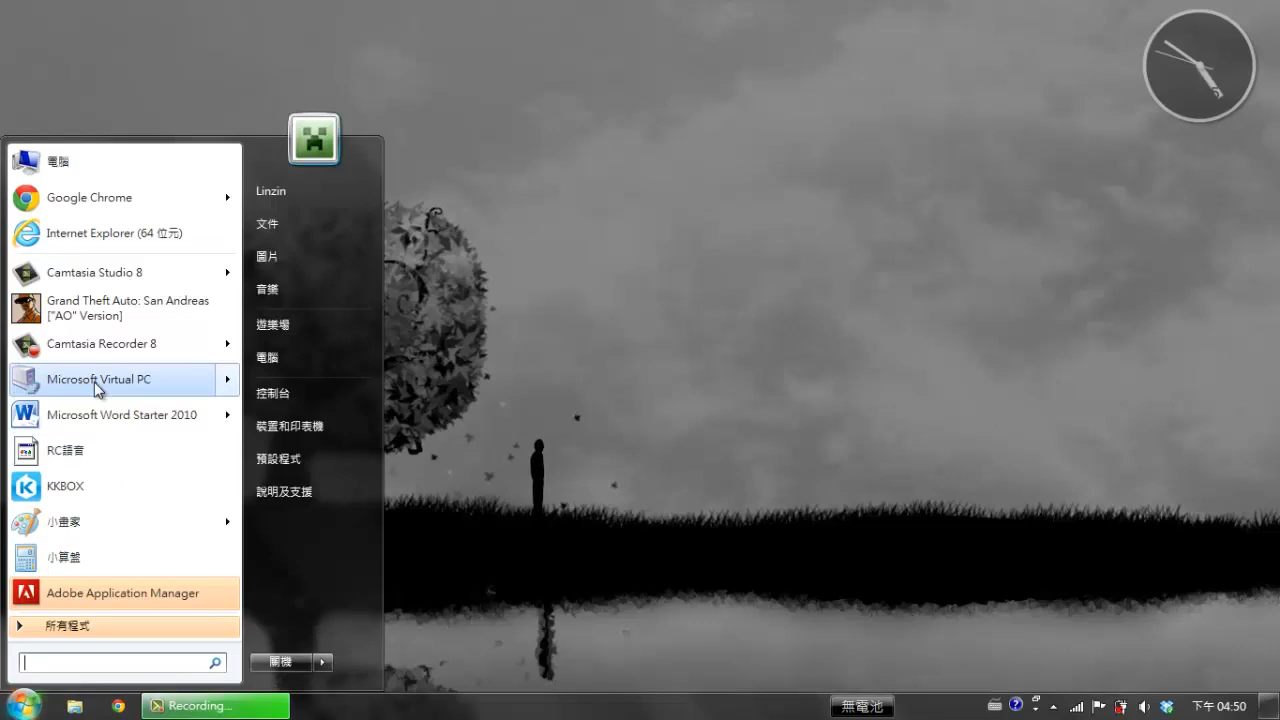 電腦
Google Chrome
Internet Explorer (64 位元)
Camtasia Studio 8
Grand Theft Auto: San Andreas
["AO" Version]
Camtasia Recorder 8
Microsoft Virtual PC
Microsoft Word Starter 2010
RC語音
KKBOX
小畫家
小算盤
Adobe Application Manager
所有程式
Linzin
文件
圖片
音樂
遊樂場
電腦
控制台
裝置和印表機
預設程式
說明及支援
關機
Recording...
無電池
下午 04:50